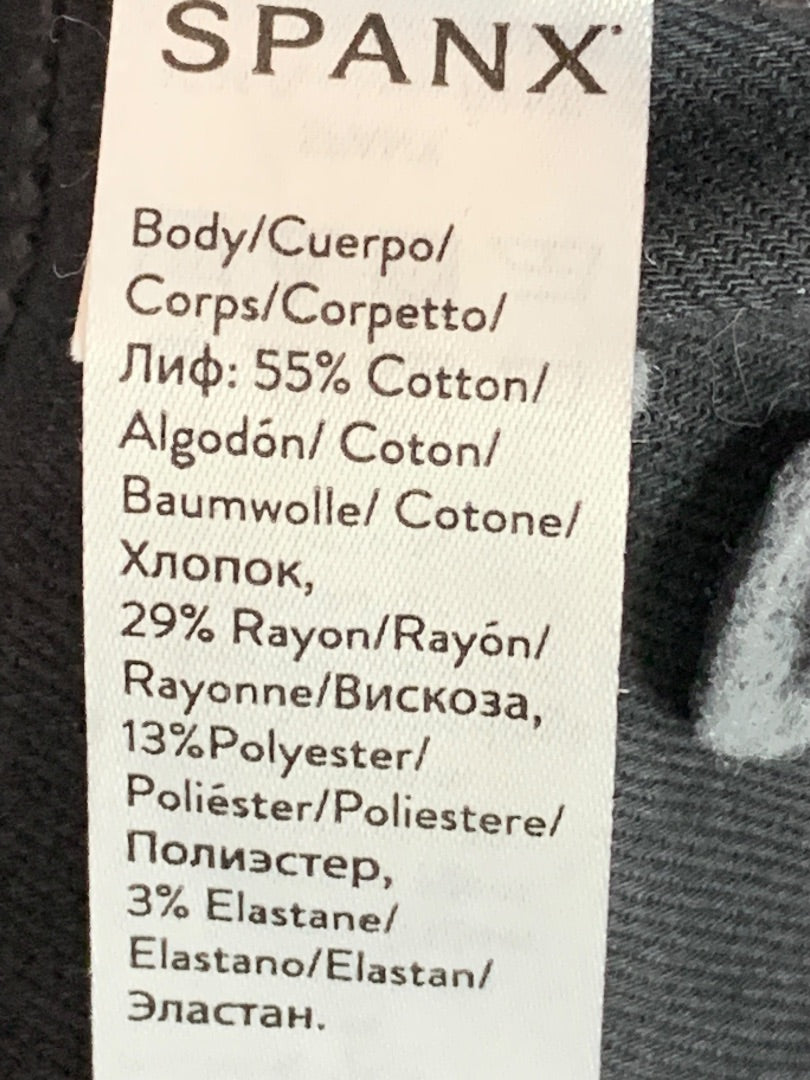 SPANX
Body/Cuerpo/
Corps/Corpetto/
Лиф: 55% Cotton/
Algodón/ Coton/
Baumwolle/ Cotone/
Хлопок,
29% Rayon/Rayón/
Rayonne/Вискоза,
13%Polyester/
Poliéster/Poliestere/
Полиэстер,
3% Elastane/
Elastano/Elastan/
Эластан.